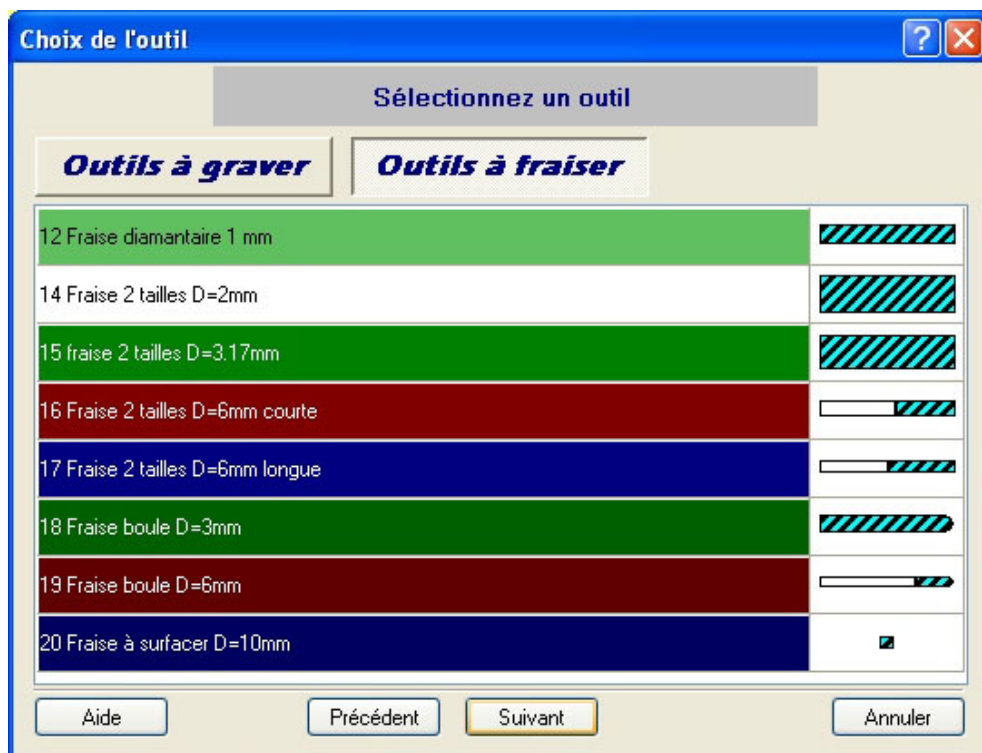 Choix de l'outil
Sélectionnez un outil
Outils à graver Outils à fraiser
12 Fraise diamantaire 1 mm
14 Fraise 2 tailles D=2mm
15 fraise 2 tailles D=3.17mm
16 Fraise 2 tailles D=6mm courte
17 Fraise 2 tailles D=6mm longue
18 Fraise boule D=3mm
19 Fraise boule D=6mm
20 Fraise à surfacer D=10mm
Aide Précédent Suivant Annuler